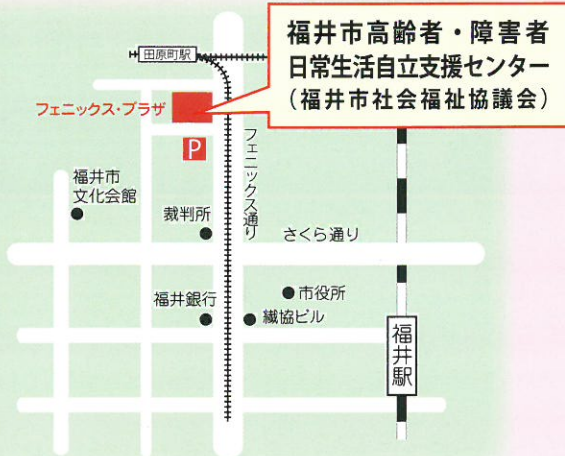 福井市高齢者・障害者
日常生活自立支援センター
（福井市社会福祉協議会）
田原町駅
フェニックス・プラザ
P
フェニックス通り
福井市
文化会館
裁判所
さくら通り
福井銀行
市役所
繊協ビル
福井駅